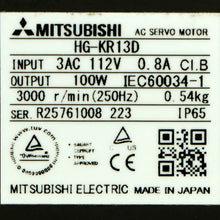 MITSUBISHI AC SERVO MOTOR
HG-KR13D
INPUT 3AC 112V 0.8A Cl.B
OUTPUT 100W IEC60034-1
3000 r/min(250Hz) 0.54kg
SER. R25761008 223 IP65
MITSUBISHI ELECTRIC MADE IN JAPAN